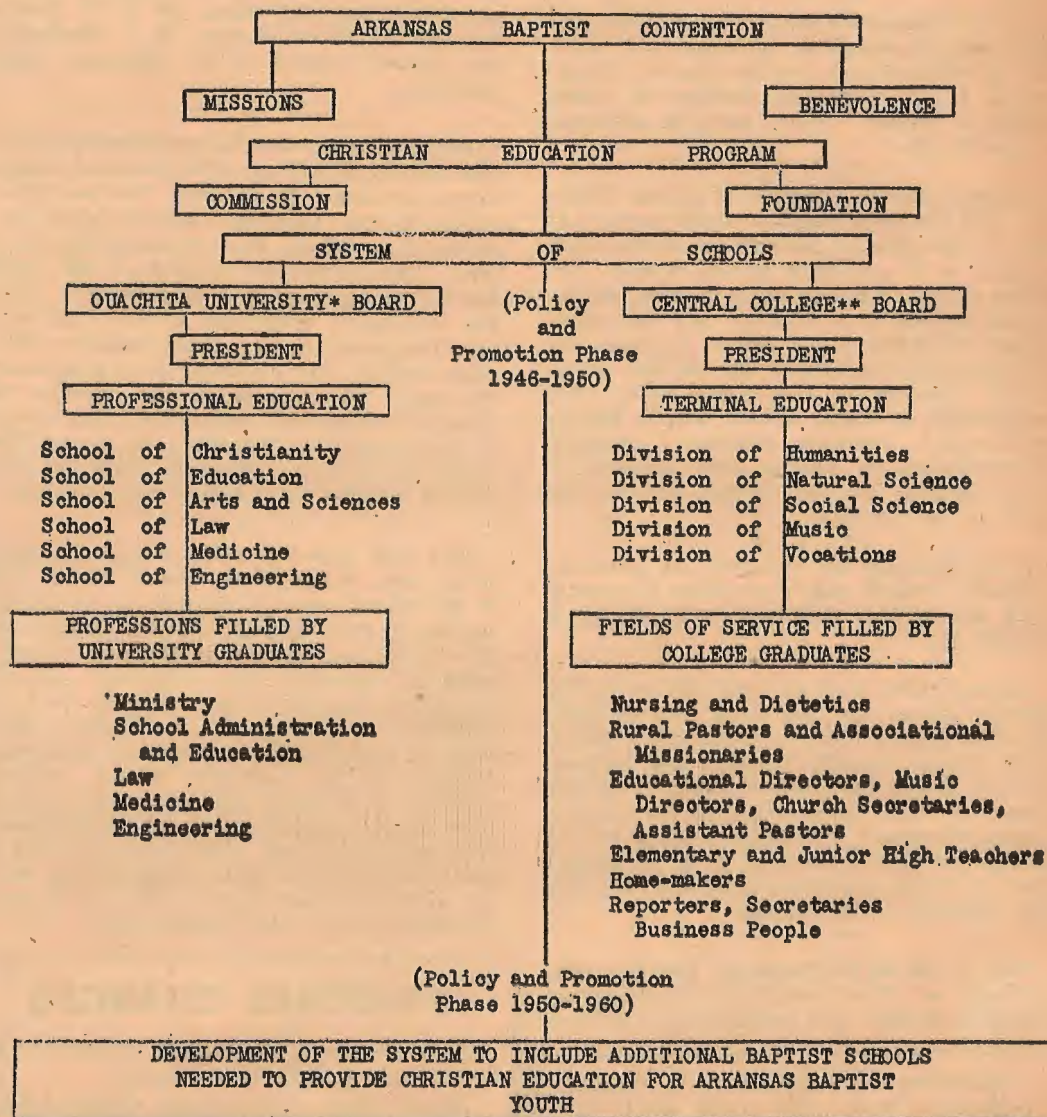 ARKANSAS BAPTIST CONVENTION
MISSIONS
BENEVOLENCE
CHRISTIAN EDUCATION PROGRAM
COMMISSION
FOUNDATION
SYSTEM OF SCHOOLS
OUACHITA UNIVERSITY* BOARD
PRESIDENT
PROFESSIONAL EDUCATION
School of Christianity
School of Education
School of Arts and Sciences
School of Law
School of Medicine
School of Engineering
PROFESSIONS FILLED BY
UNIVERSITY GRADUATES
Ministry
School Administration
and Education
Law
Medicine
Engineering
(Policy
and
Promotion Phase
1946-1950)
CENTRAL COLLEGE** BOARD
PRESIDENT
TERMINAL EDUCATION
Division of Humanities
Division of Natural Science
Division of Social Science
Division of Music
Division of Vocations
FIELDS OF SERVICE FILLED BY
COLLEGE GRADUATES
Nursing and Dietetics
Rural Pastors and Associational
Missionaries
Educational Directors, Music
Directors, Church Secretaries,
Assistant Pastors
Elementary and Junior High Teachers
Home-makers
Reporters, Secretaries
Business People
(Policy and Promotion
Phase 1950-1960)
DEVELOPMENT OF THE SYSTEM TO INCLUDE ADDITIONAL BAPTIST SCHOOLS
NEEDED TO PROVIDE CHRISTIAN EDUCATION FOR ARKANSAS BAPTIST
YOUTH